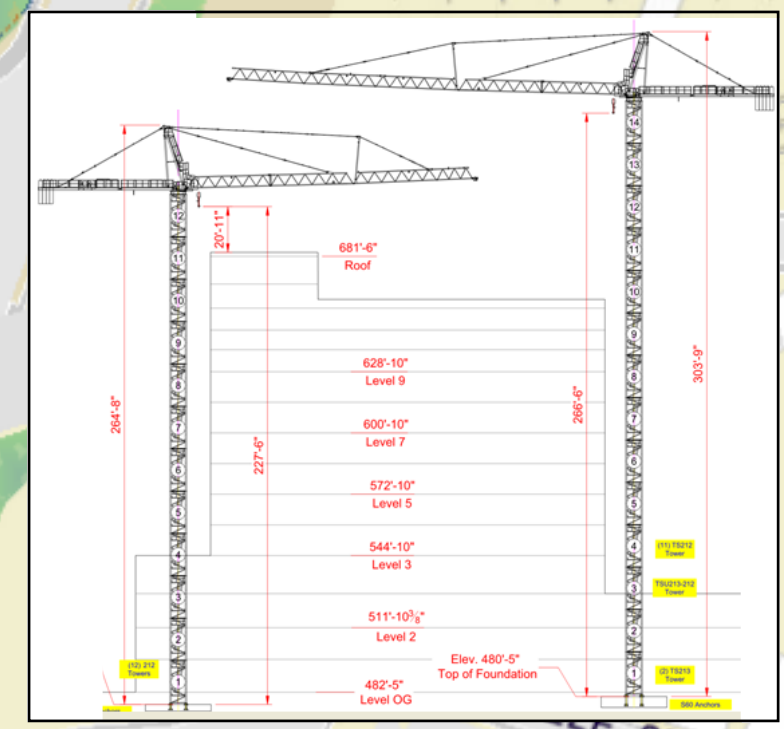 14
13
12
11
10
9
8
7
6
5
4
3
2
1
12
11
10
9
8
7
6
5
4
3
2
1
20'-11"
681'-6"
Roof
628'-10"
Level 9
600'-10"
Level 7
572'-10"
Level 5
544'-10"
Level 3
511'-10⅜"
Level 2
482'-5"
Level OG
264'-8"
227'-6"
266'-6"
303'-9"
Elev. 480'-5"
Top of Foundation
(12) 212
Towers
(11) TS212
Tower
TSU213-212
Tower
(2) TS213
Tower
S60 Anchors